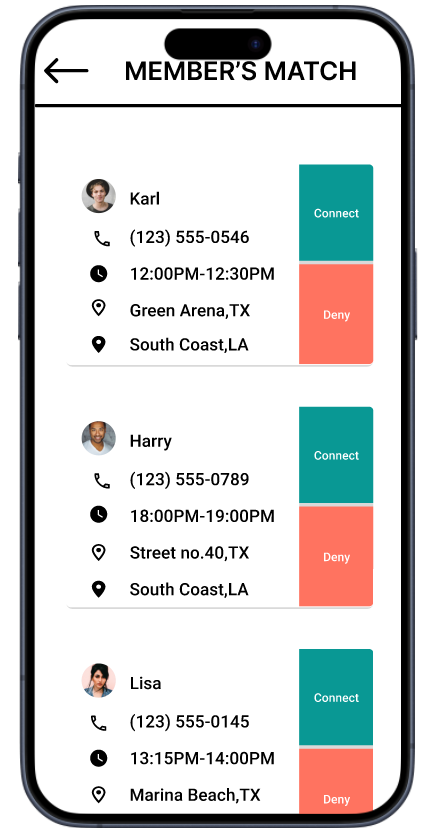 MEMBER'S MATCH
Karl
Connect
(123) 555-0546
12:00PM-12:30PM
Green Arena,TX
Deny
South Coast,LA
Harry
Connect
(123) 555-0789
18:00PM-19:00PM
Street no.40,TX
Deny
South Coast,LA
Lisa
Connect
(123) 555-0145
13:15PM-14:00PM
Marina Beach,TX
Deny